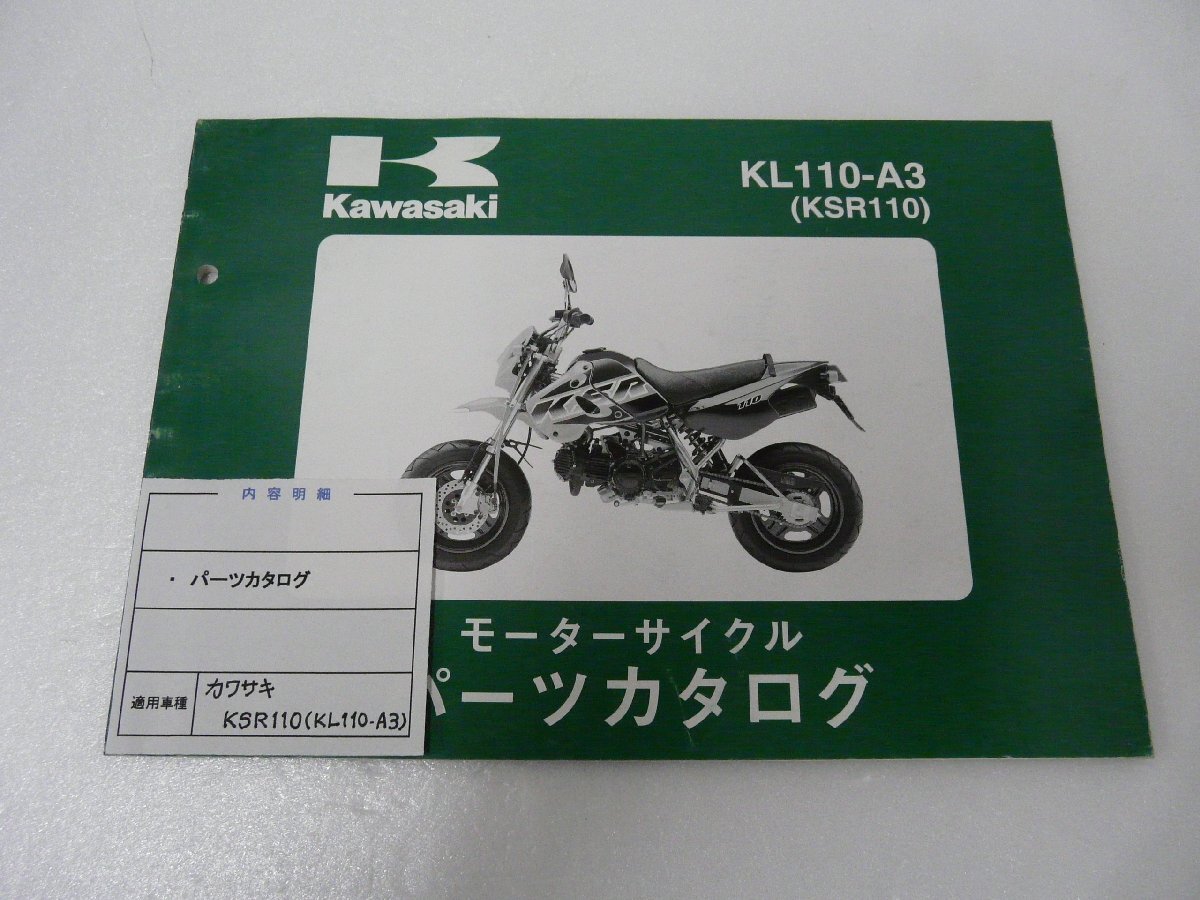 Kawasaki
KL110-A3
(KSR110)
110
モーターサイクル
パーツカタログ
内容明細
・ パーツカタログ
適用車種
カワサキ
KSR110(KL110-A3)